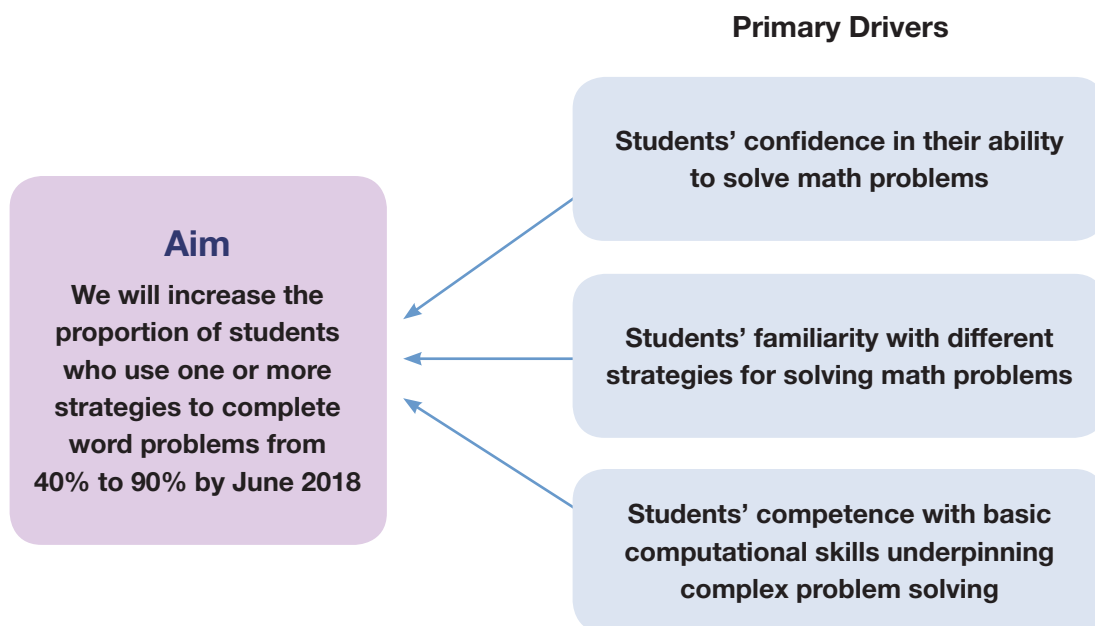 Primary Drivers
Students’ confidence in their ability
to solve math problems
Aim
We will increase the
proportion of students
who use one or more
strategies to complete
word problems from
40% to 90% by June 2018
Students’ familiarity with different
strategies for solving math problems
Students’ competence with basic
computational skills underpinning
complex problem solving